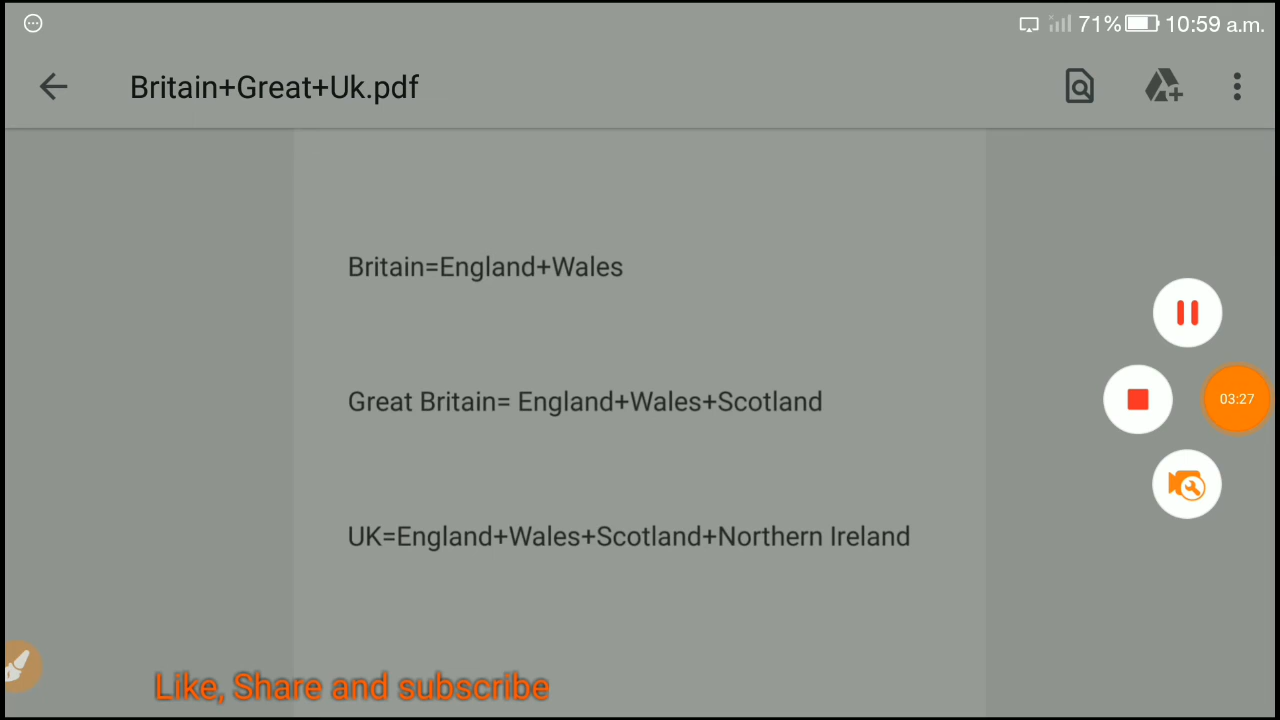 71% 10:59 a.m.
Britain+Great+Uk.pdf
Britain=England+Wales
Great Britain= England+Wales+Scotland
03:27
UK=England+Wales+Scotland+Northern Ireland
Like, Share and subscribe